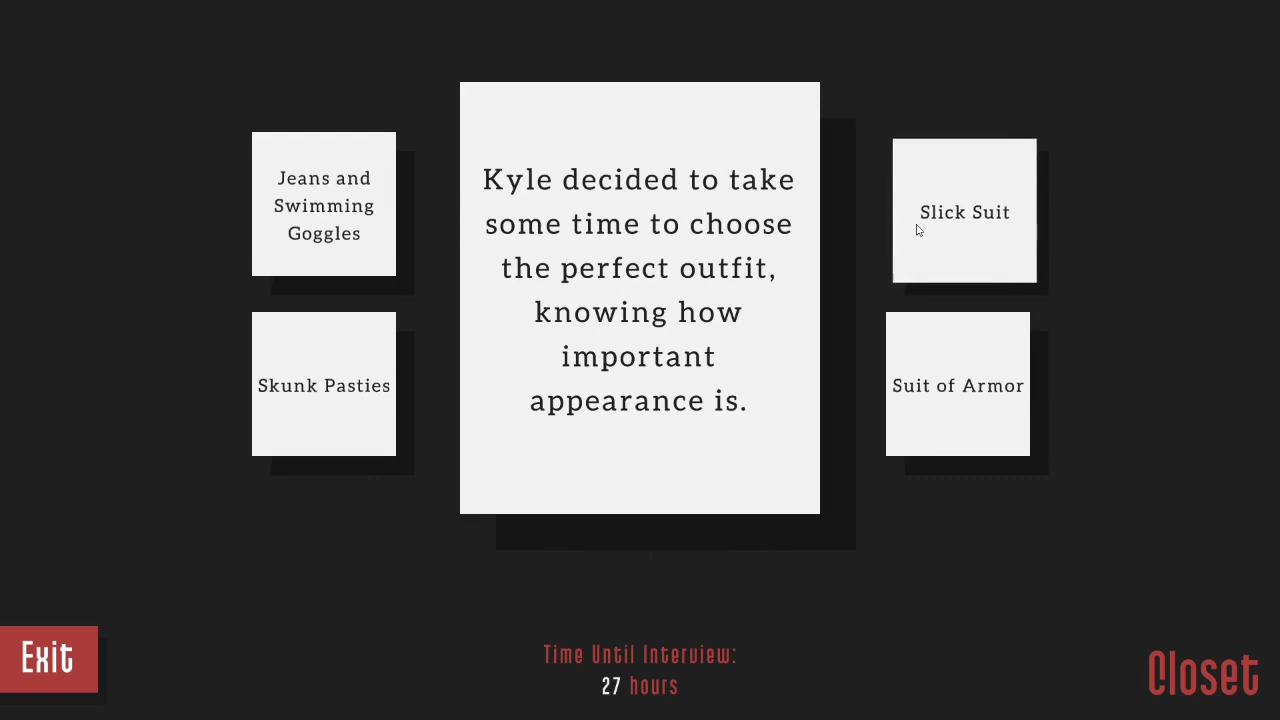 Jeans and
Swimming
Goggles
Skunk Pasties
Kyle decided to take
some time to choose
the perfect outfit,
knowing how
important
appearance is.
Slick Suit
Suit of Armor
Exit
Time Until Interview:
27 hours
Closet